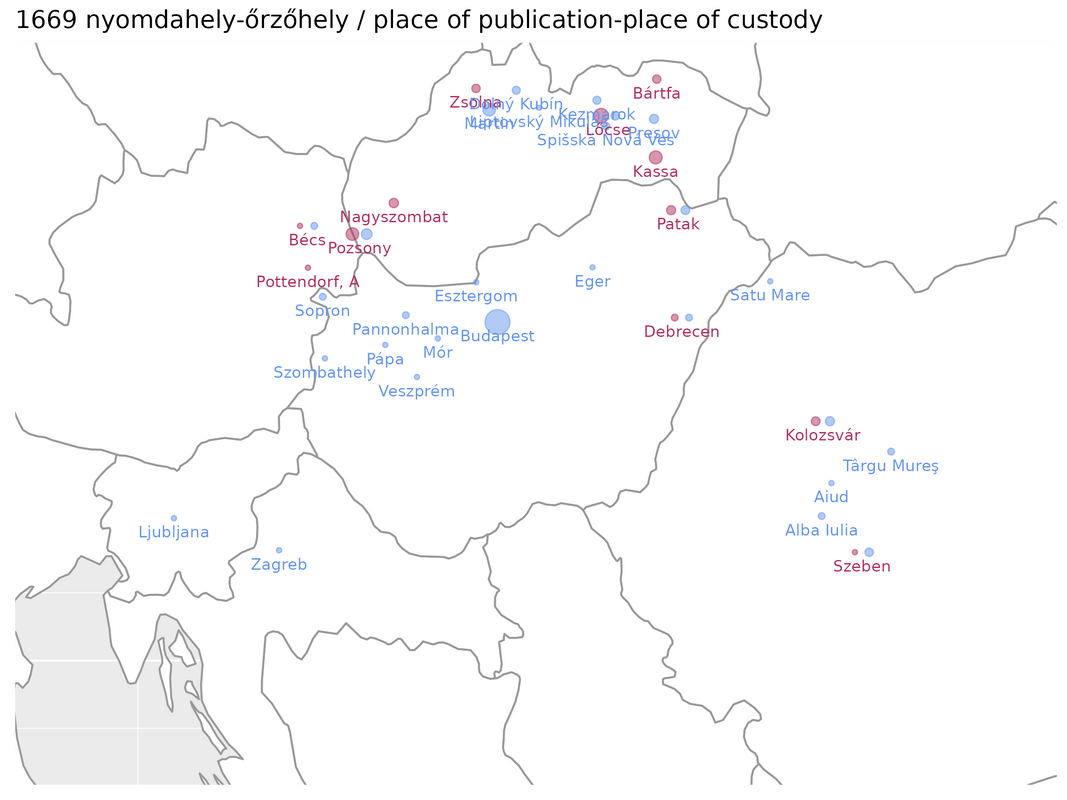 1669 nyomdahely-őrzőhely / place of publication-place of custody
Bártfa
Zsolna
Dolný Kubín
Kezmarok
Martin
Liptovský Mikuláš
Lőcse
Presov
Spišska Nová Ves
Kassa
Nagyszombat
Patak
Bécs
Pozsony
Pottendorf, A
Eger
Esztergom
Satu Mare
Sopron
Pannonhalma
Budapest
Debrecen
Mór
Pápa
Szombathely
Veszprém
Kolozsvár
Târgu Mureş
Aiud
Ljubljana
Alba Iulia
Zagreb
Szeben